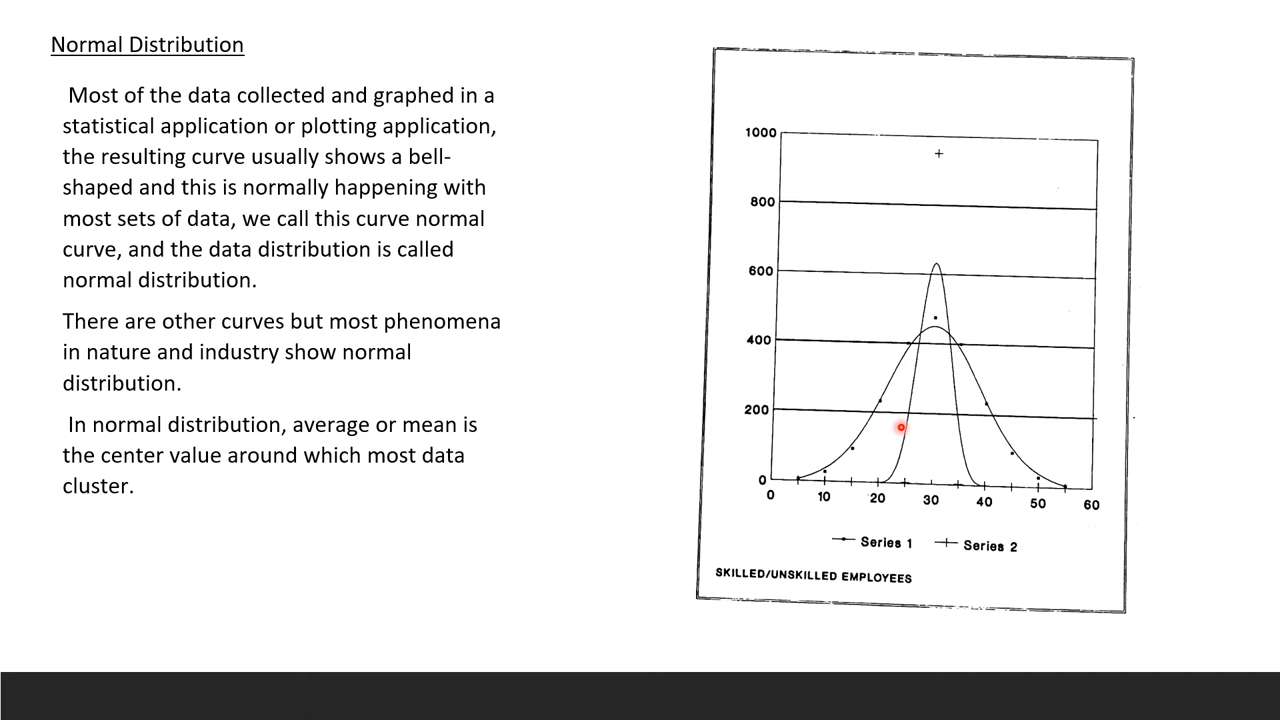 Normal Distribution
Most of the data collected and graphed in a
statistical application or plotting application,
the resulting curve usually shows a bell-
shaped and this is normally happening with
most sets of data, we call this curve normal
curve, and the data distribution is called
normal distribution.
There are other curves but most phenomena
in nature and industry show normal
distribution.
In normal distribution, average or mean is
the center value around which most data
cluster.
1000
800
600
400
200
0
0 10 20 30 40 50 60
Series 1 Series 2
SKILLED/UNSKILLED EMPLOYEES